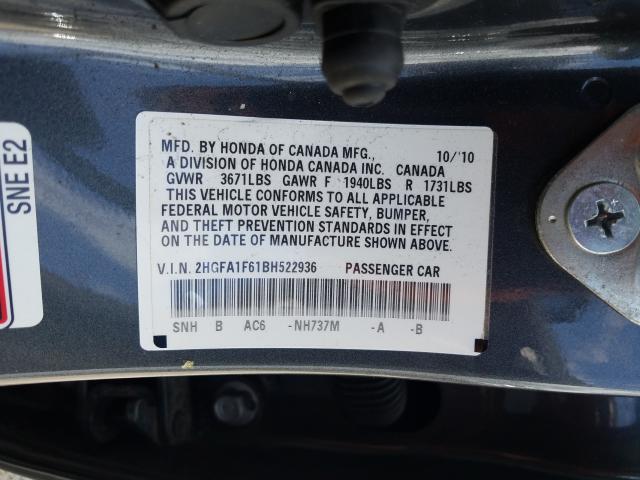 MFD. BY HONDA OF CANADA MFG., 10/'10
A DIVISION OF HONDA CANADA INC. CANADA
GVWR 3671LBS GAWR F 1940LBS R 1731LBS
THIS VEHICLE CONFORMS TO ALL APPLICABLE
FEDERAL MOTOR VEHICLE SAFETY, BUMPER,
AND THEFT PREVENTION STANDARDS IN EFFECT
ON THE DATE OF MANUFACTURE SHOWN ABOVE.
V.I.N. 2HGFA1F61BH522936 PASSENGER CAR
SNH B AC6 -NH737M -A -B
SNE E2